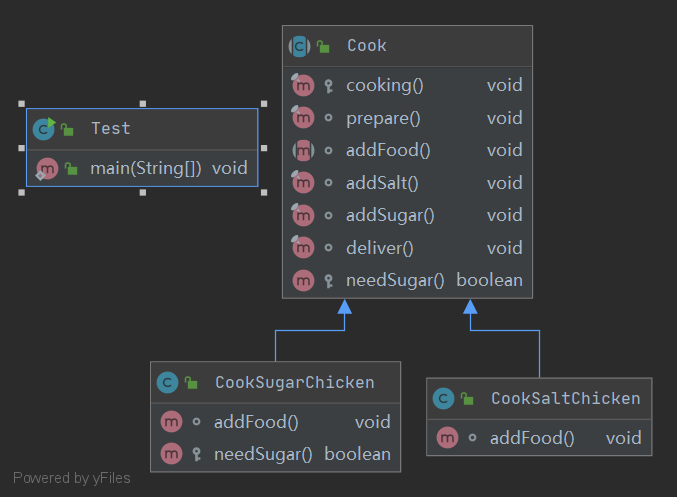 Test
main(String[]) void
Cook
cooking() void
prepare() void
addFood() void
addSalt() void
addSugar() void
deliver() void
needSugar() boolean
CookSugarChicken
addFood() void
needSugar() boolean
CookSaltChicken
addFood() void
Powered by yFiles